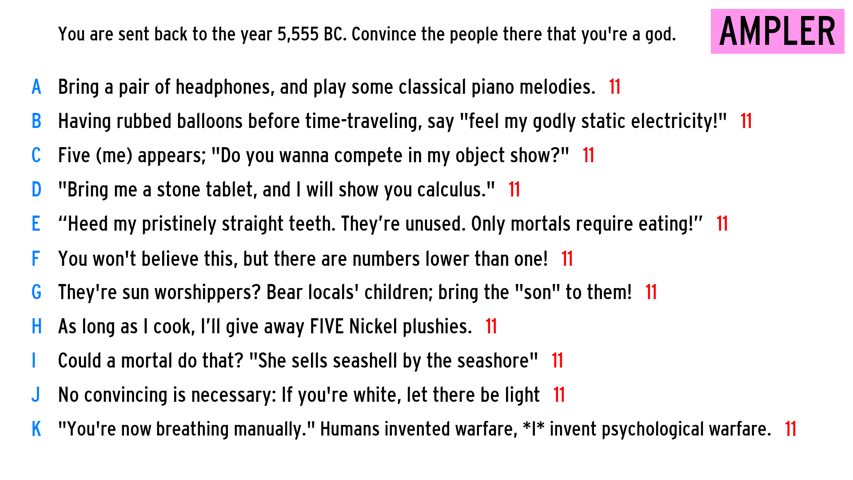 You are sent back to the year 5,555 BC. Convince the people there that you're a god.
AMPLER
A Bring a pair of headphones, and play some classical piano melodies. 11
B Having rubbed balloons before time-traveling, say "feel my godly static electricity!" 11
C Five (me) appears; "Do you wanna compete in my object show?" 11
D "Bring me a stone tablet, and I will show you calculus." 11
E “Heed my pristinely straight teeth. They’re unused. Only mortals require eating!” 11
F You won't believe this, but there are numbers lower than one! 11
G They're sun worshippers? Bear locals' children; bring the "son" to them! 11
H As long as I cook, I’ll give away FIVE Nickel plushies. 11
I Could a mortal do that? "She sells seashell by the seashore" 11
J No convincing is necessary: If you're white, let there be light 11
K "You're now breathing manually." Humans invented warfare, *I* invent psychological warfare. 11